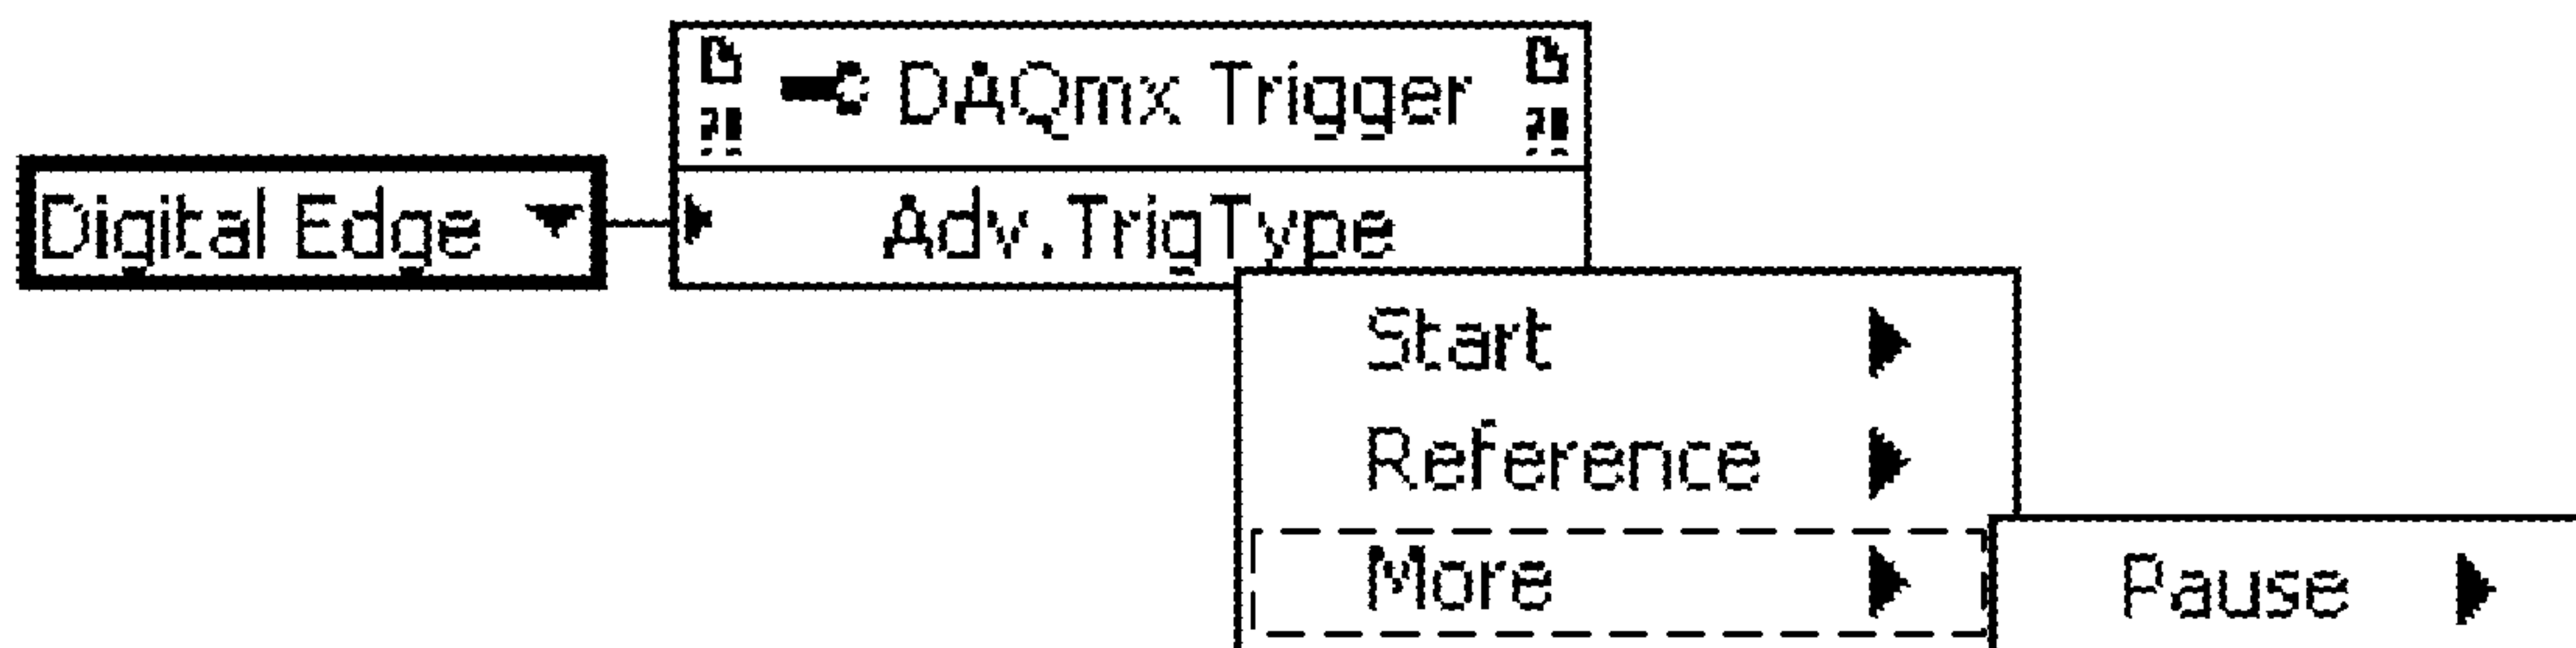 DAQmx Trigger
Digital Edge
Adv.TrigType
Start
Reference
More
Pause